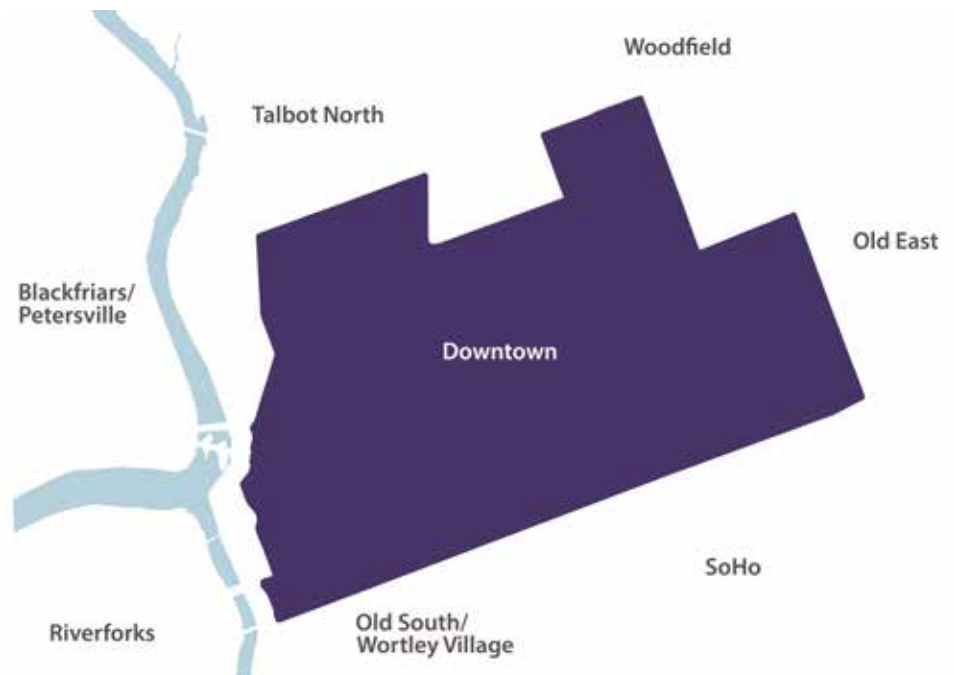 Woodfield
Talbot North
Old East
Blackfriars/
Petersville
Downtown
SoHo
Old South/
Wortley Village
Riverforks